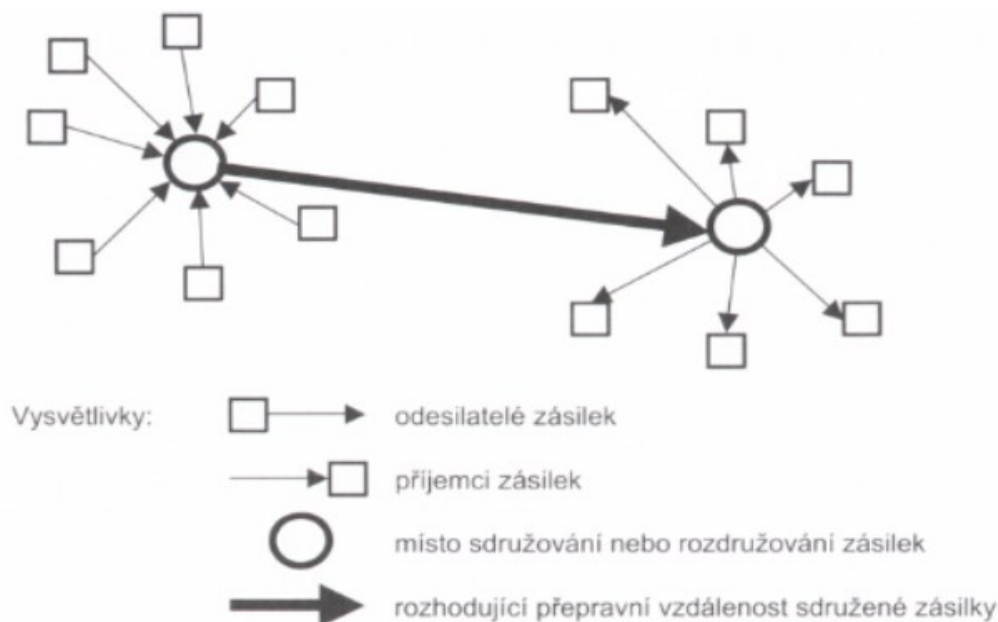 Vysvětlivky:
odesilatelé zásilek
příjemci zásilek
místo sdružování nebo rozdružování zásilek
rozhodující přepravní vzdálenost sdružené zásilky